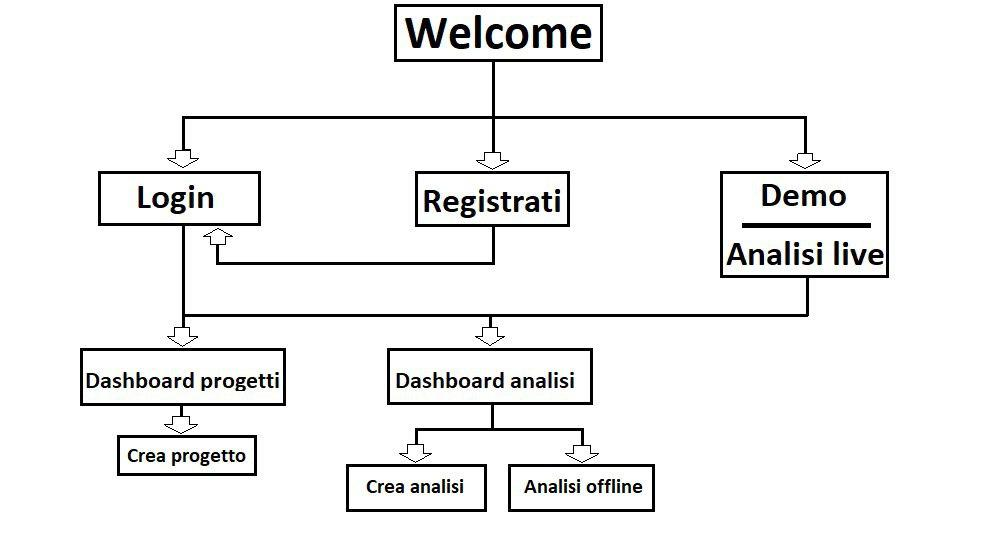 Welcome
Login
Registrati
Demo
Analisi live
Dashboard progetti
Dashboard analisi
Crea progetto
Crea analisi
Analisi offline